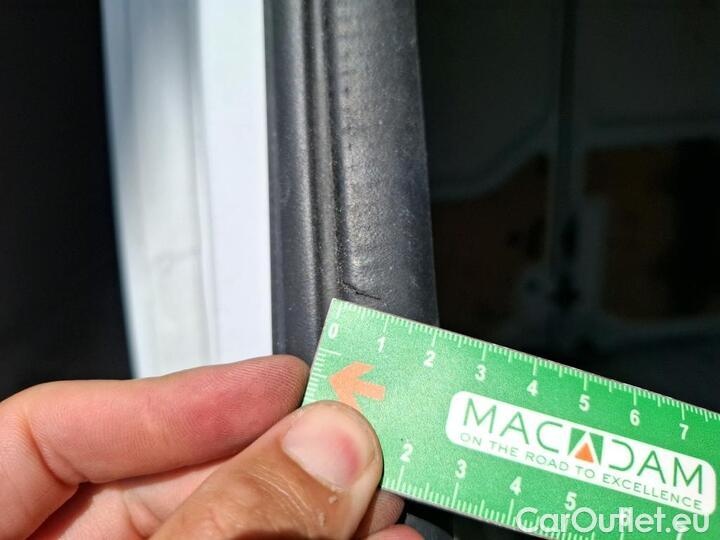 0 1 2 3 4 5 6 7
MACADAM
ON THE ROAD TO EXCELLENCE
2 3 4 5 6
CarOutlet.eu